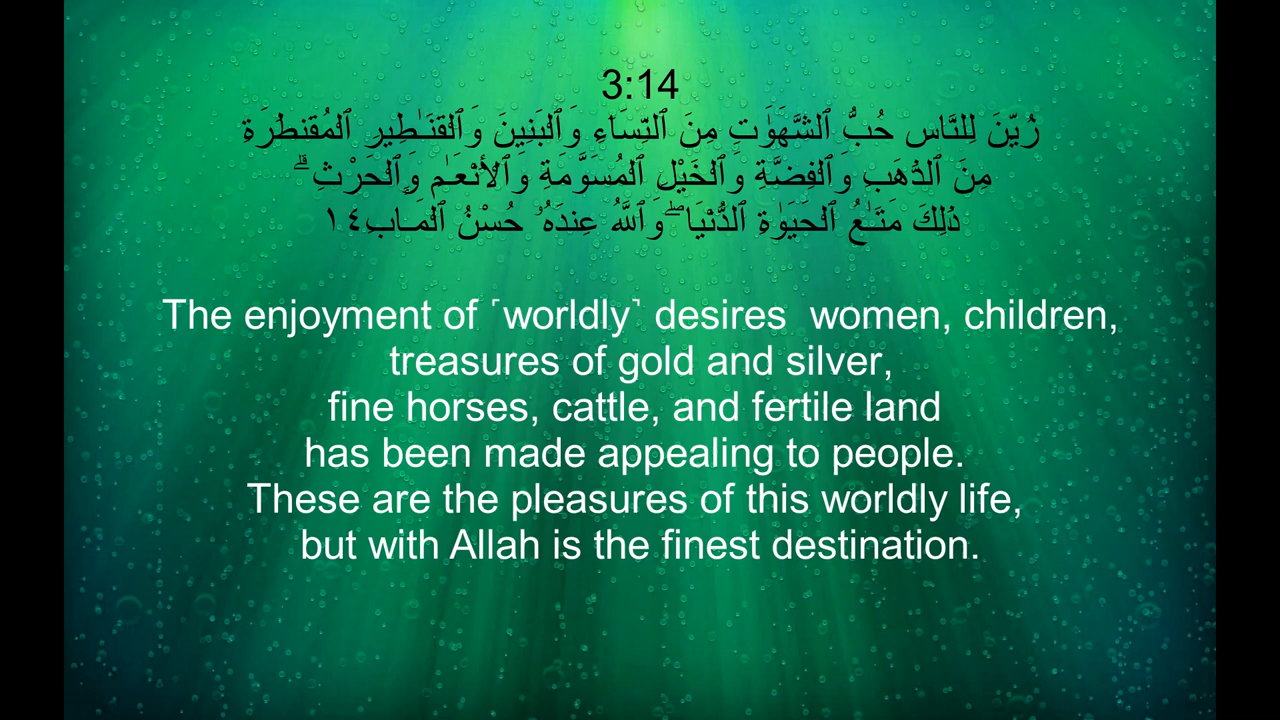 3:14
زُيِّنَ لِلنَّاسِ حُبُّ ٱلشَّهَوَٰتِ مِنَ ٱلنِّسَآءِ وَٱلْبَنِينَ وَٱلْقَنَـٰطِيرِ ٱلْمُقَنطَرَةِ
مِنَ ٱلذَّهَبِ وَٱلْفِضَّةِ وَٱلْخَيْلِ ٱلْمُسَوَّمَةِ وَٱلْأَنْعَـٰمِ وَٱلْحَرْثِ ۗ
ذَٰلِكَ مَتَـٰعُ ٱلْحَيَوٰةِ ٱلدُّنْيَا ۖ وَٱللَّهُ عِندَهُۥ حُسْنُ ٱلْمَـَٔابِ ١٤
The enjoyment of ˹worldly˺ desires  women, children,
treasures of gold and silver,
fine horses, cattle, and fertile land
has been made appealing to people.
These are the pleasures of this worldly life,
but with Allah is the finest destination.